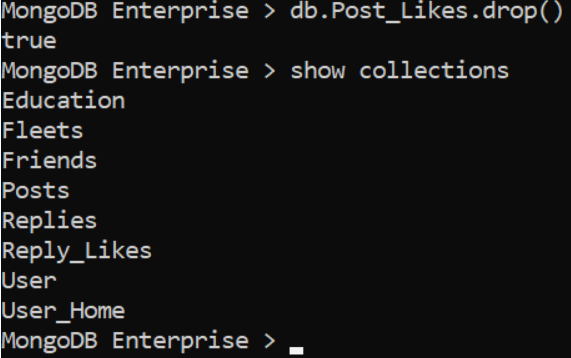 MongoDB Enterprise > db.Post_Likes.drop()
true
MongoDB Enterprise > show collections
Education
Fleets
Friends
Posts
Replies
Reply_Likes
User
User_Home
MongoDB Enterprise >